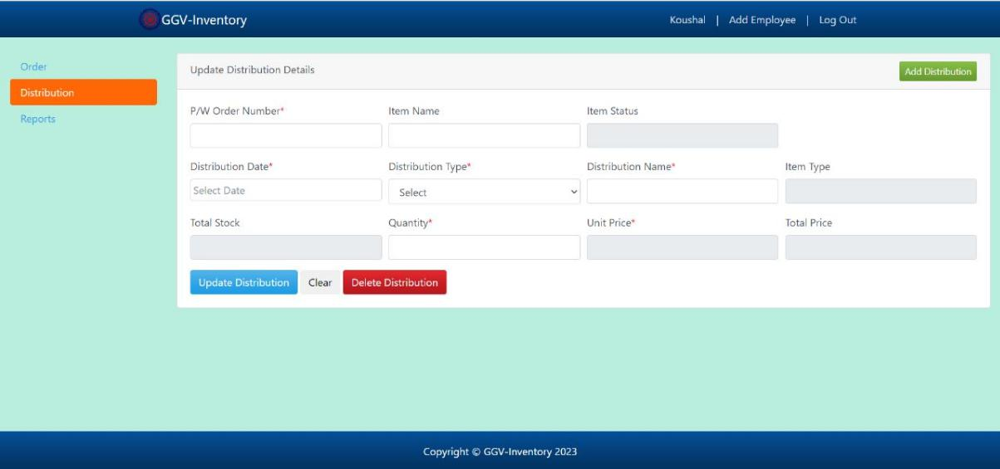 GGV-Inventory
Koushal | Add Employee | Log Out
Order
Distribution
Reports
Update Distribution Details
Add Distribution
P/W Order Number*
Item Name
Item Status
Distribution Date*
Distribution Type*
Distribution Name*
Item Type
Select Date
Select
Total Stock
Quantity*
Unit Price*
Total Price
Update Distribution
Clear
Delete Distribution
Copyright © GGV-Inventory 2023